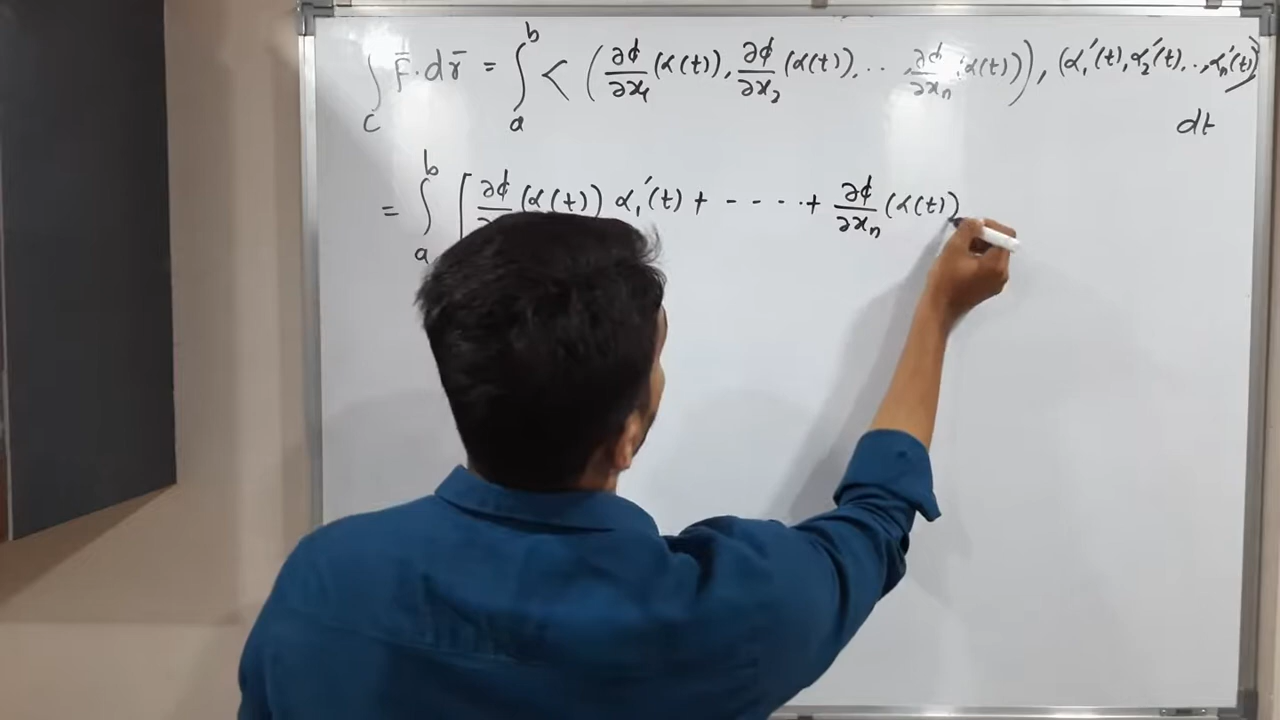 ∫_C F̄·dr̄ = ∫_a^b < (∂φ/∂x₁(α(t)), ∂φ/∂x₂(α(t)), .. , ∂φ/∂xₙ(α(t))), (α₁'(t), α₂'(t), .., αₙ'(t))>
dt
= ∫_a^b [∂φ/(α(t)) α₁'(t) + - - - - · + ∂φ/∂xₙ (α(t))